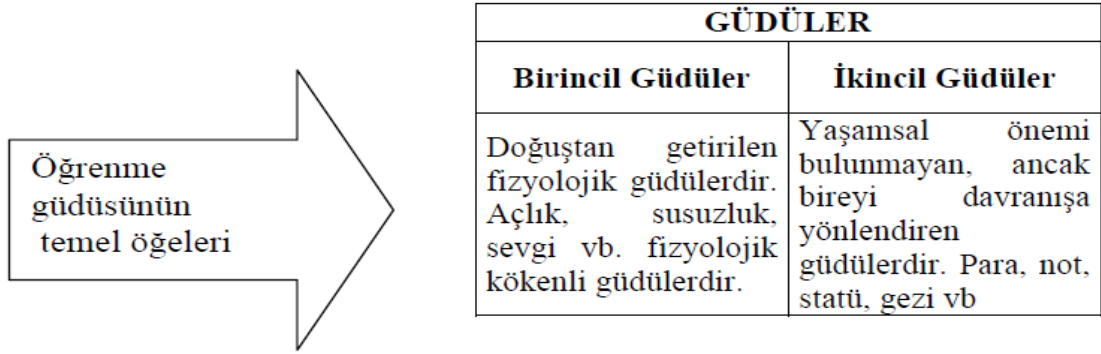 Öğrenme
güdüsünün
temel öğeleri
GÜDÜLER
Birincil Güdüler
İkincil Güdüler
Doğuştan getirilen
fizyolojik güdülerdir.
Açlık, susuzluk,
sevgi vb. fizyolojik
kökenli güdülerdir.
Yaşamsal önemi
bulunmayan, ancak
bireyi davranışa
yönlendiren
güdülerdir. Para, not,
statü, gezi vb